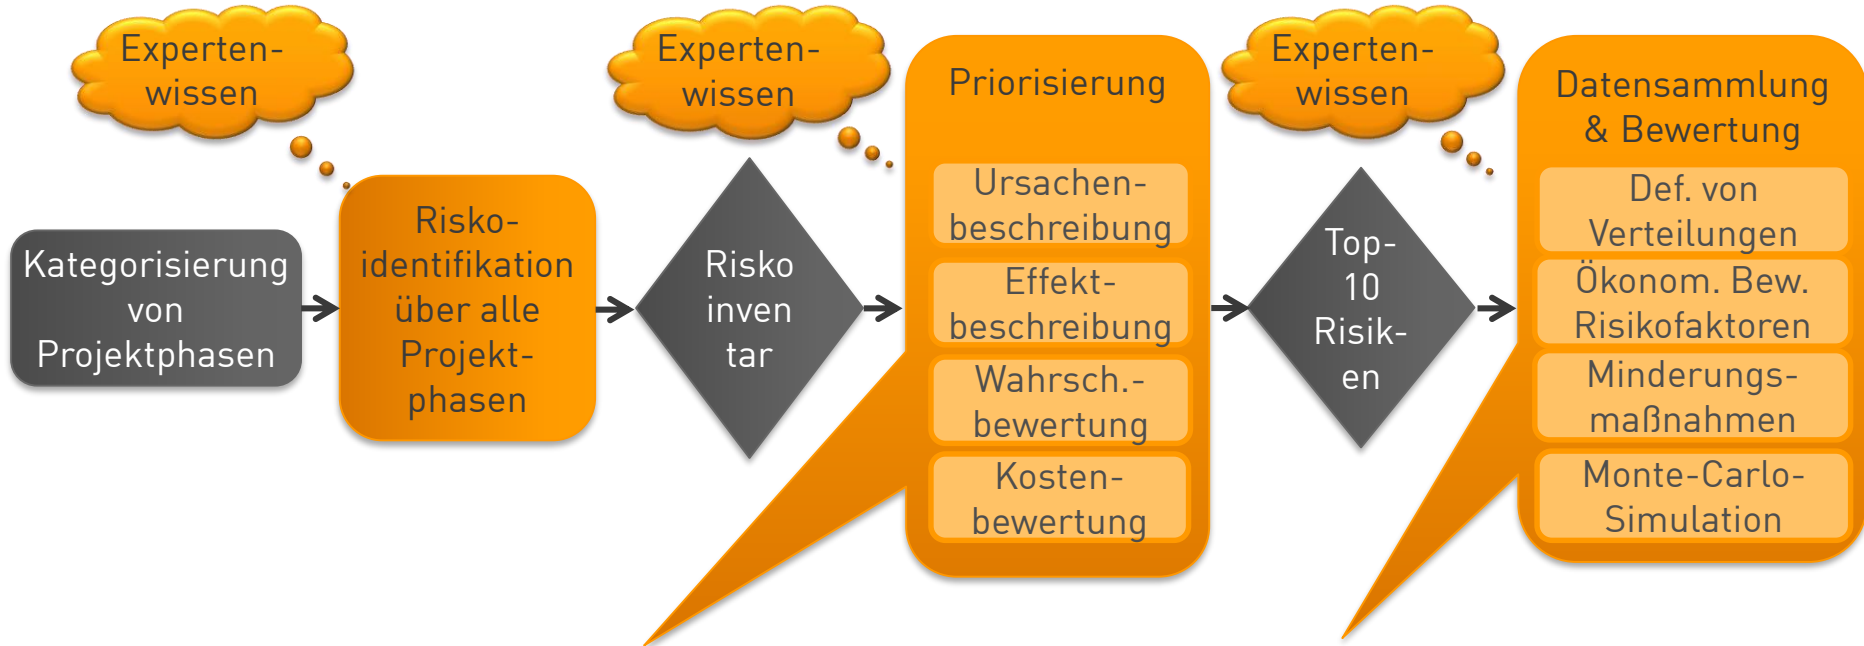 Experten-
wissen
Kategorisierung
von
Projektphasen
Risko-
identifikation
über alle
Projekt-
phasen
Experten-
wissen
Risko
inven
tar
Priorisierung
Ursachen-
beschreibung
Effekt-
beschreibung
Wahrsch.-
bewertung
Kosten-
bewertung
Experten-
wissen
Top-
10
Risik-
en
Datensammlung
& Bewertung
Def. von
Verteilungen
Ökonom. Bew.
Risikofaktoren
Minderungs-
maßnahmen
Monte-Carlo-
Simulation